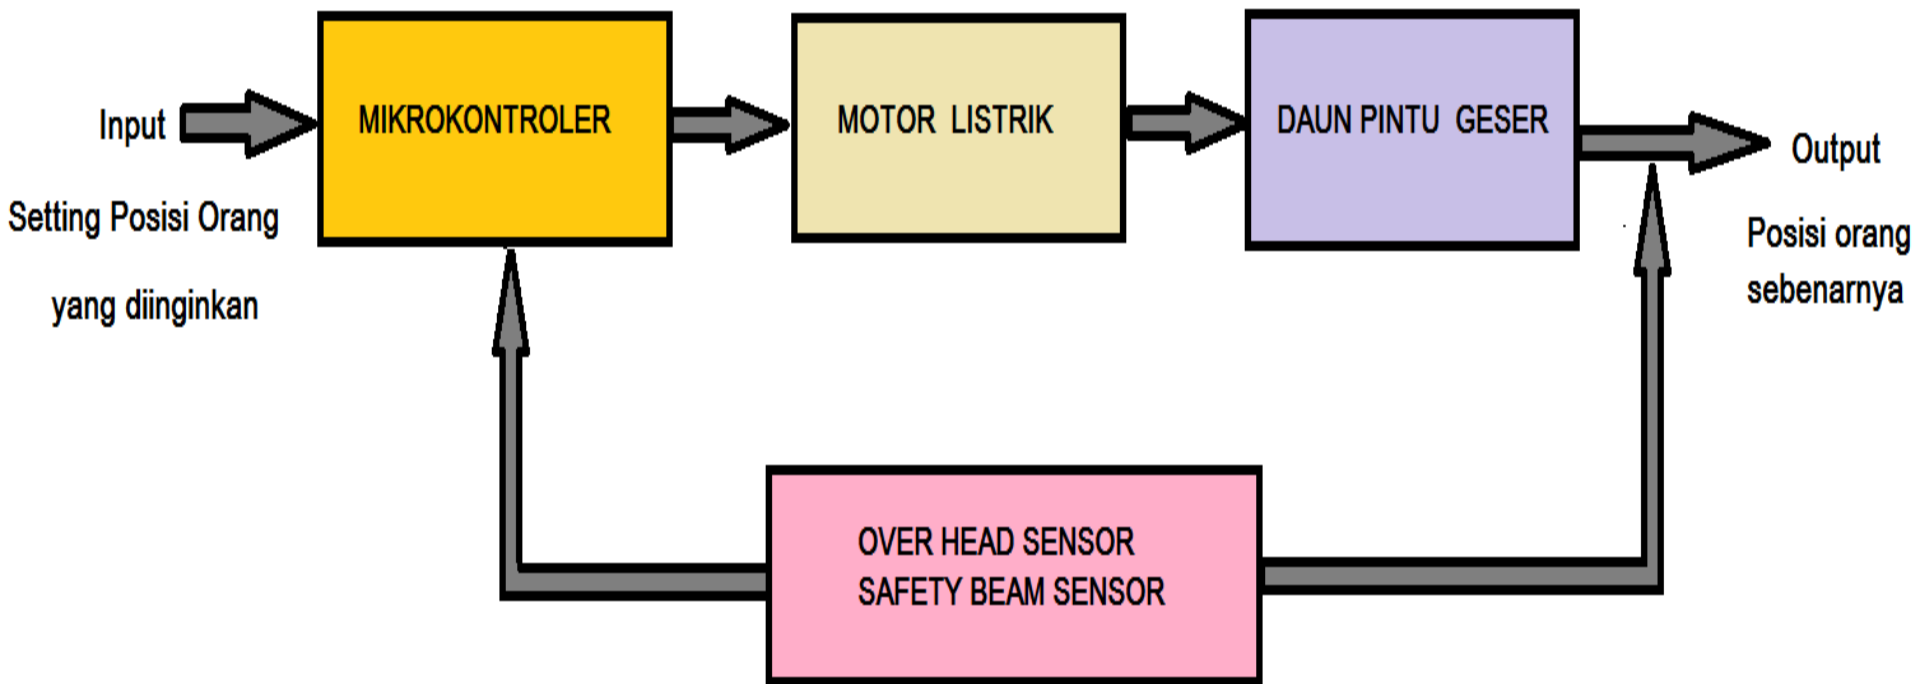 Input
Setting Posisi Orang
yang diinginkan
MIKROKONTROLER
MOTOR LISTRIK
DAUN PINTU GESER
Output
Posisi orang
sebenarnya
OVER HEAD SENSOR
SAFETY BEAM SENSOR